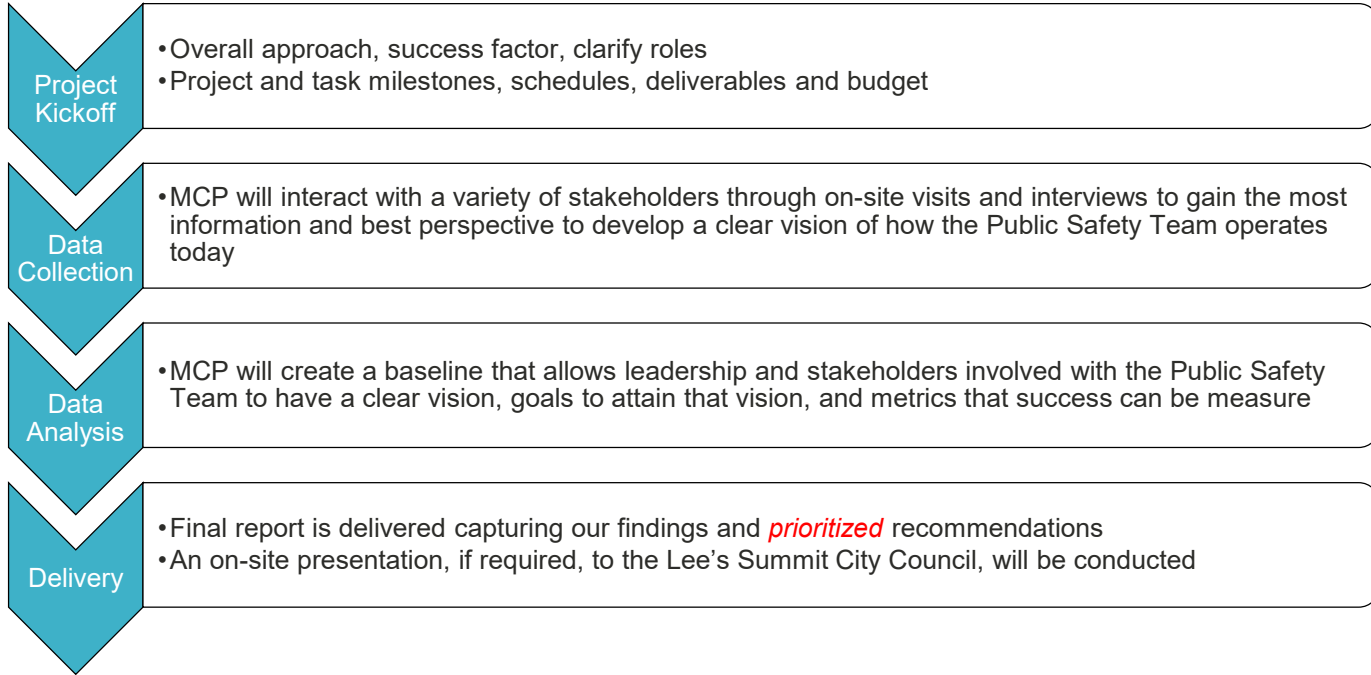 Project
Kickoff
•Overall approach, success factor, clarify roles
•Project and task milestones, schedules, deliverables and budget
Data
Collection
•MCP will interact with a variety of stakeholders through on-site visits and interviews to gain the most
information and best perspective to develop a clear vision of how the Public Safety Team operates
today
Data
Analysis
•MCP will create a baseline that allows leadership and stakeholders involved with the Public Safety
Team to have a clear vision, goals to attain that vision, and metrics that success can be measure
Delivery
•Final report is delivered capturing our findings and prioritized recommendations
•An on-site presentation, if required, to the Lee’s Summit City Council, will be conducted